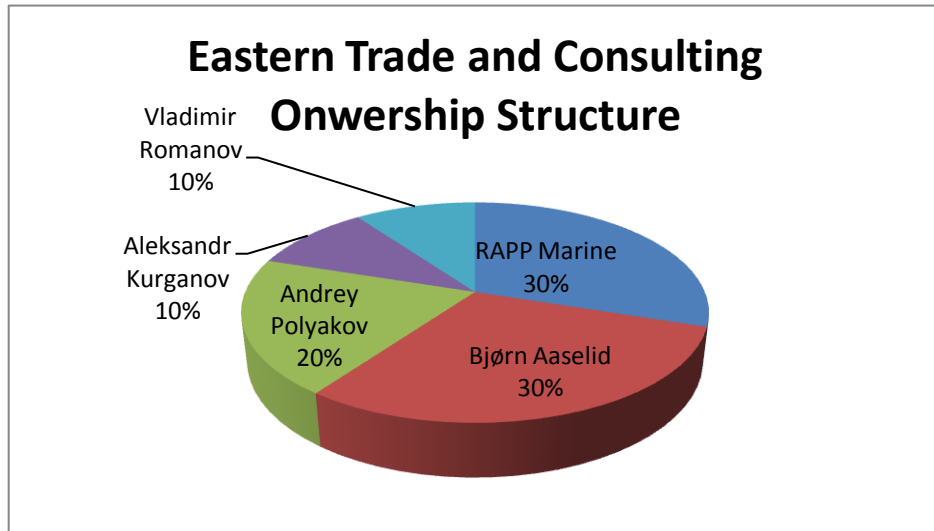 Eastern Trade and Consulting
Onwership Structure
Vladimir
Romanov
10%
Aleksandr
Kurganov
10%
Andrey
Polyakov
20%
RAPP Marine
30%
Bjørn Aaselid
30%